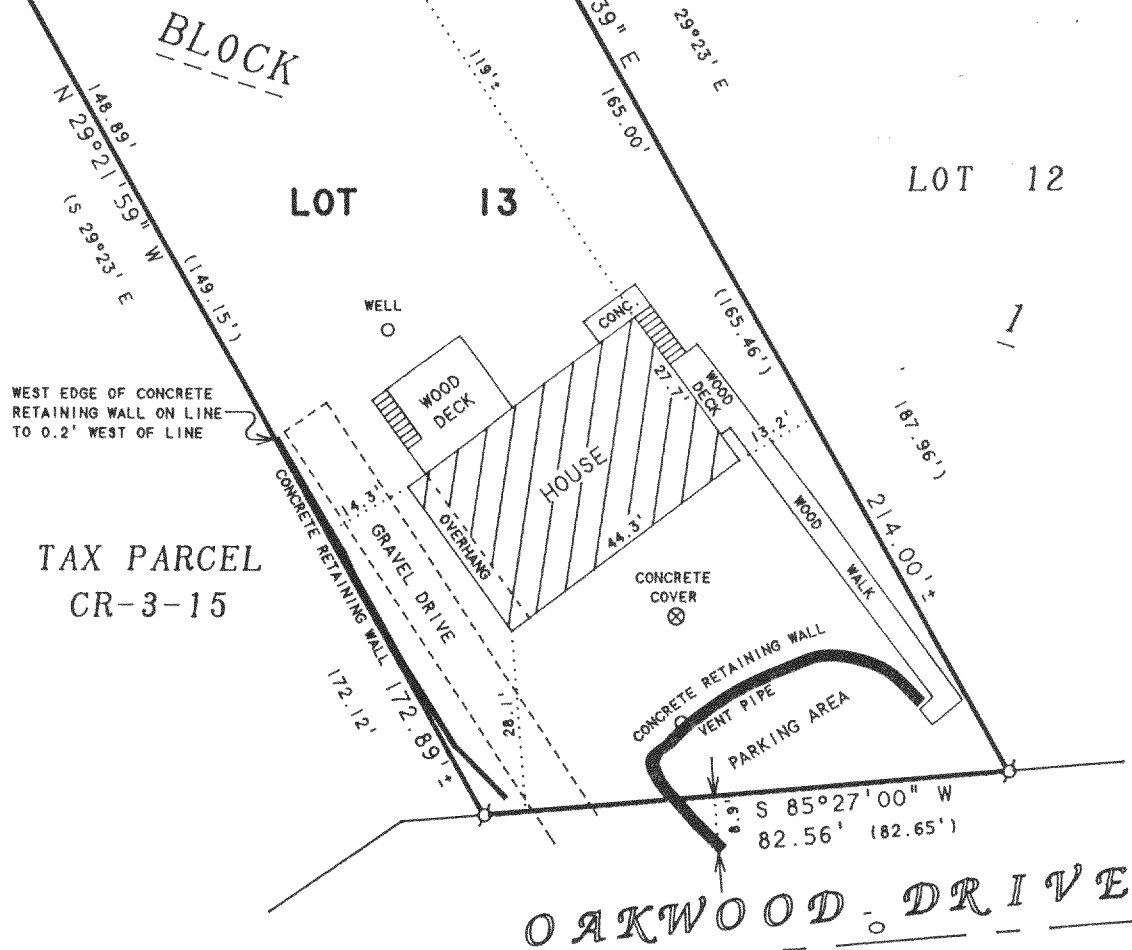 BLOCK
119'±
39" E
29°23' E
165.00'
148.89'
N 29°21'59" W
(S 29°23' E
(149.15')
LOT 13
LOT 12
1
WELL
CONC.
(165.46')
187.96')
WEST EDGE OF CONCRETE
RETAINING WALL ON LINE
TO 0.2' WEST OF LINE
WOOD
DECK
27.7'
WOOD
DECK
13.2'
HOUSE
44.3'
OVERHANG
14.3'
CONCRETE RETAINING WALL
GRAVEL DRIVE
TAX PARCEL
CR-3-15
CONCRETE
COVER
WOOD WALK
214.00'±
172.12'
172.89'±
28.1'
CONCRETE RETAINING WALL
VENT PIPE
PARKING AREA
8.9'
S 85°27'00" W
82.56' (82.65')
OAKWOOD DRIVE